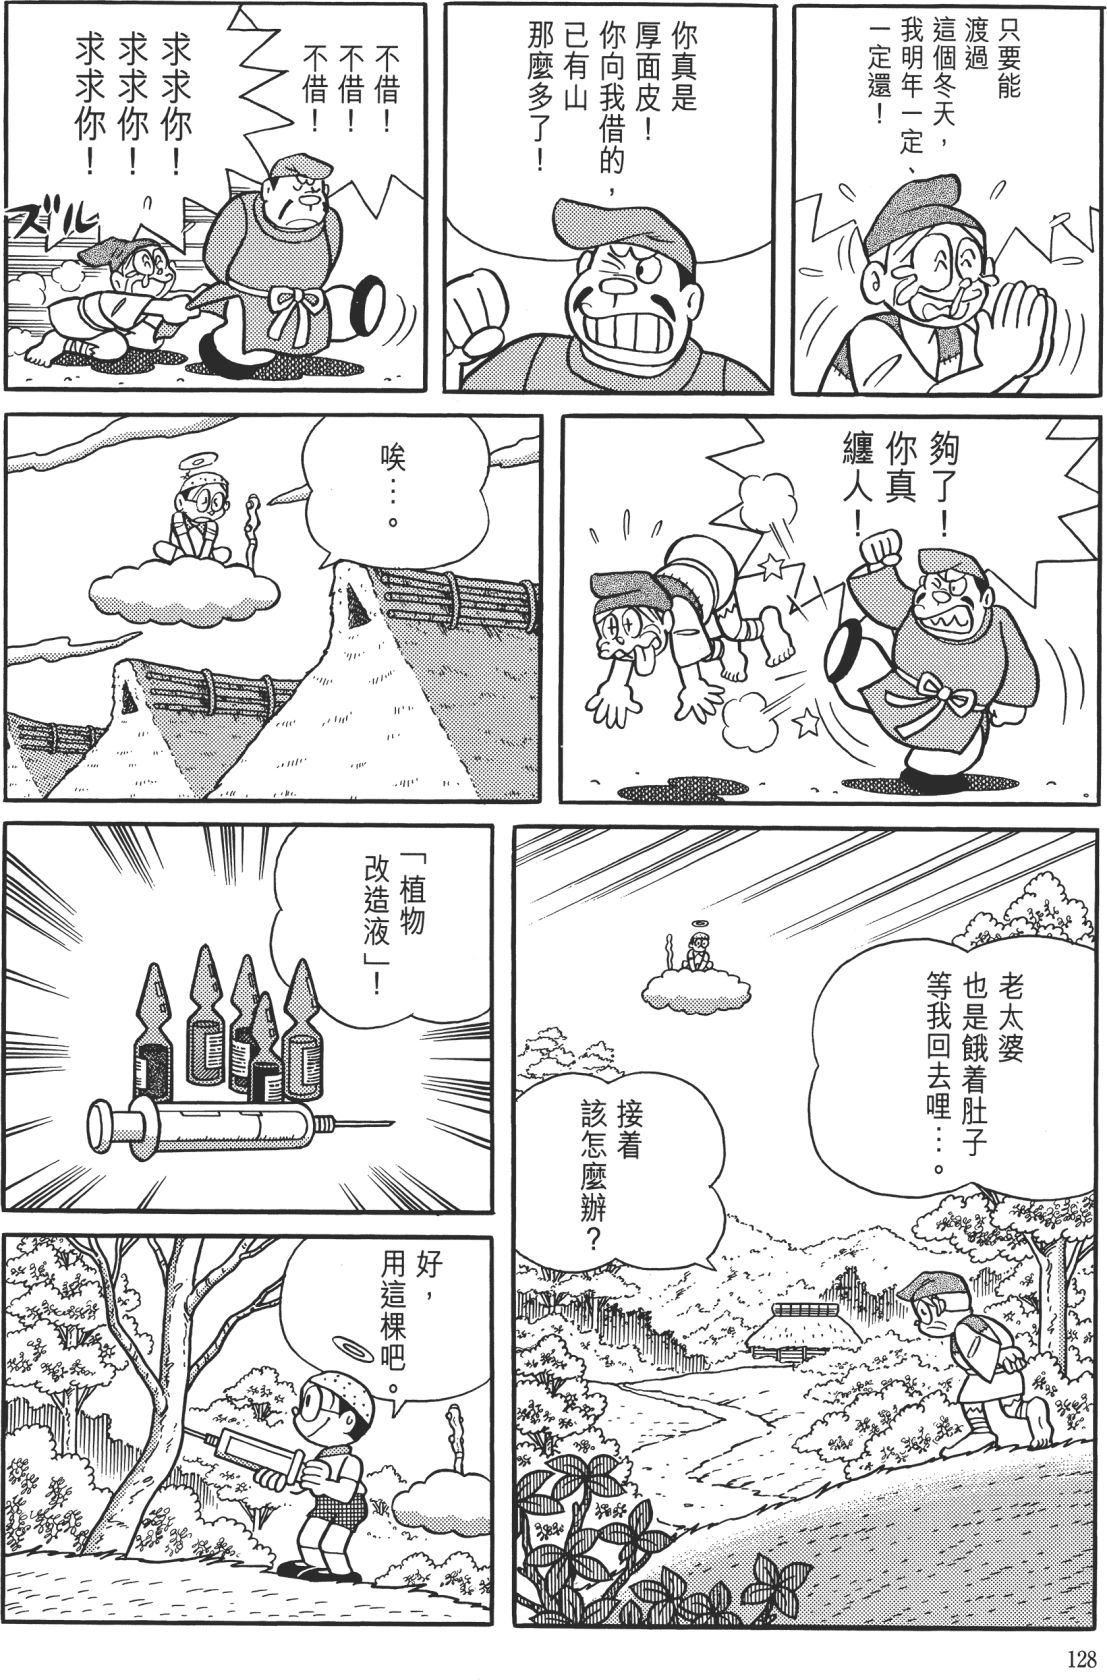 只要能
渡過
這個冬天，
我明年一定、
一定還！
你真是
厚面皮！
你向我借的，
已有山
那麼多了！
不借！
不借！
不借！
求求你！
求求你！
求求你！
ズル
夠了！
你真
纏人！
唉…。
老太婆
也是餓着肚子
等我回去哩…。
接着
該怎麼辦？
「植物
改造液」！
好，
用這棵吧。
128